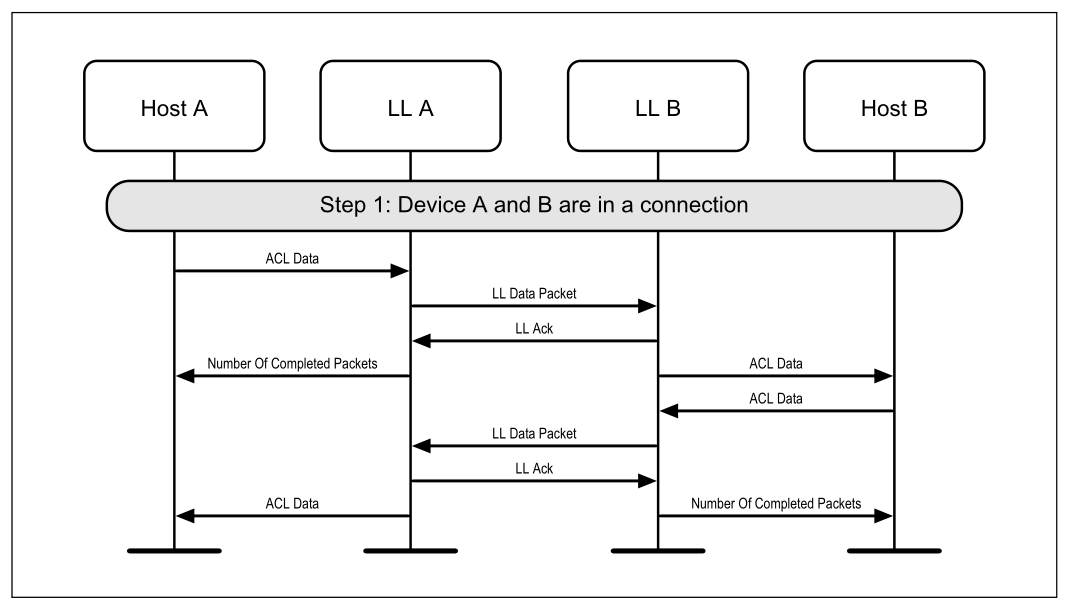 Host A
LL A
LL B
Host B
Step 1: Device A and B are in a connection
ACL Data
LL Data Packet
LL Ack
Number Of Completed Packets
ACL Data
ACL Data
LL Data Packet
LL Ack
ACL Data
Number Of Completed Packets